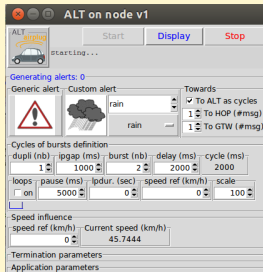 ALT on node v1
ALT
Start Display Stop
starting...
Generating alerts: 0
Generic alert Custom alert Towards
rain
To ALT as cycles
1 To HOP (#msg)
rain
1 To GTW (#msg)
Cycles of bursts definition
dupli (nb) ipgap (ms) burst (nb) delay (ms) cycle (ms)
1 1000 2 2000 2000
loops pause (ms) lpdur. (sec) speed ref (km/h) scale
on 5000 0 0 100
Speed influence
speed ref (km/h) Current speed (km/h)
0 45.7444
Termination parameters
Application parameters